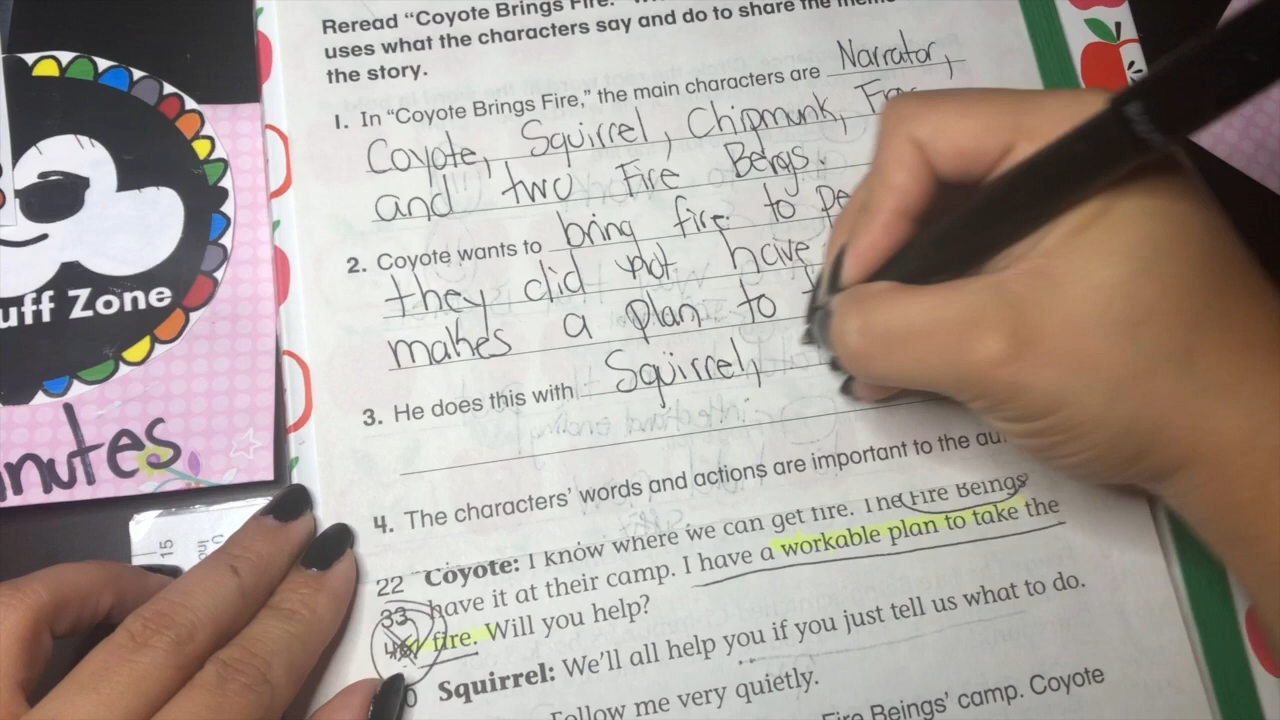 Reread “Coyote Brings Fire.”
uses what the characters say and do to share the theme
the story.
1. In “Coyote Brings Fire,” the main characters are Narrator,
Coyote, Squirrel, Chipmunk,
and two Fire Beings.
2. Coyote wants to bring fire to
they did not have
makes a plan to
3. He does this with Squirrel,
4. The characters’ words and actions are important to the
22 Coyote: I know where we can get fire. The Fire Beings
33 have it at their camp. I have a workable plan to take the
fire. Will you help?
Squirrel: We’ll all help you if you just tell us what to do.
Follow me very quietly.
Fire Beings’ camp. Coyote
uff Zone
nutes
15